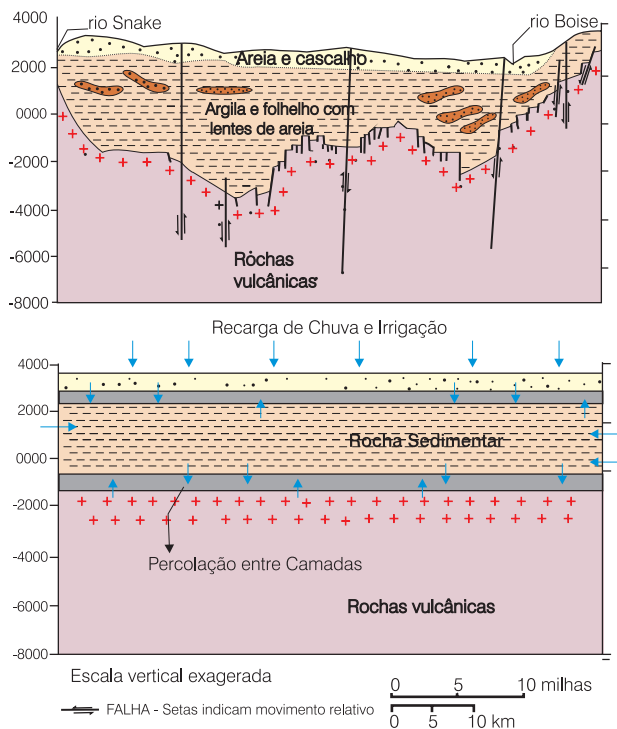 4000
rio Snake
rio Boise
2000
Areia e cascalho
0000
Argila e folhelho com
lentes de areia
-2000
-4000
-6000
Rochas
vulcânicas
-8000
Recarga de Chuva e Irrigação
4000
2000
Rocha Sedimentar
0000
-2000
-4000
Percolação entre Camadas
Rochas vulcânicas
-6000
-8000
Escala vertical exagerada
0 5 10 milhas
FALHA - Setas indicam movimento relativo
0 5 10 km